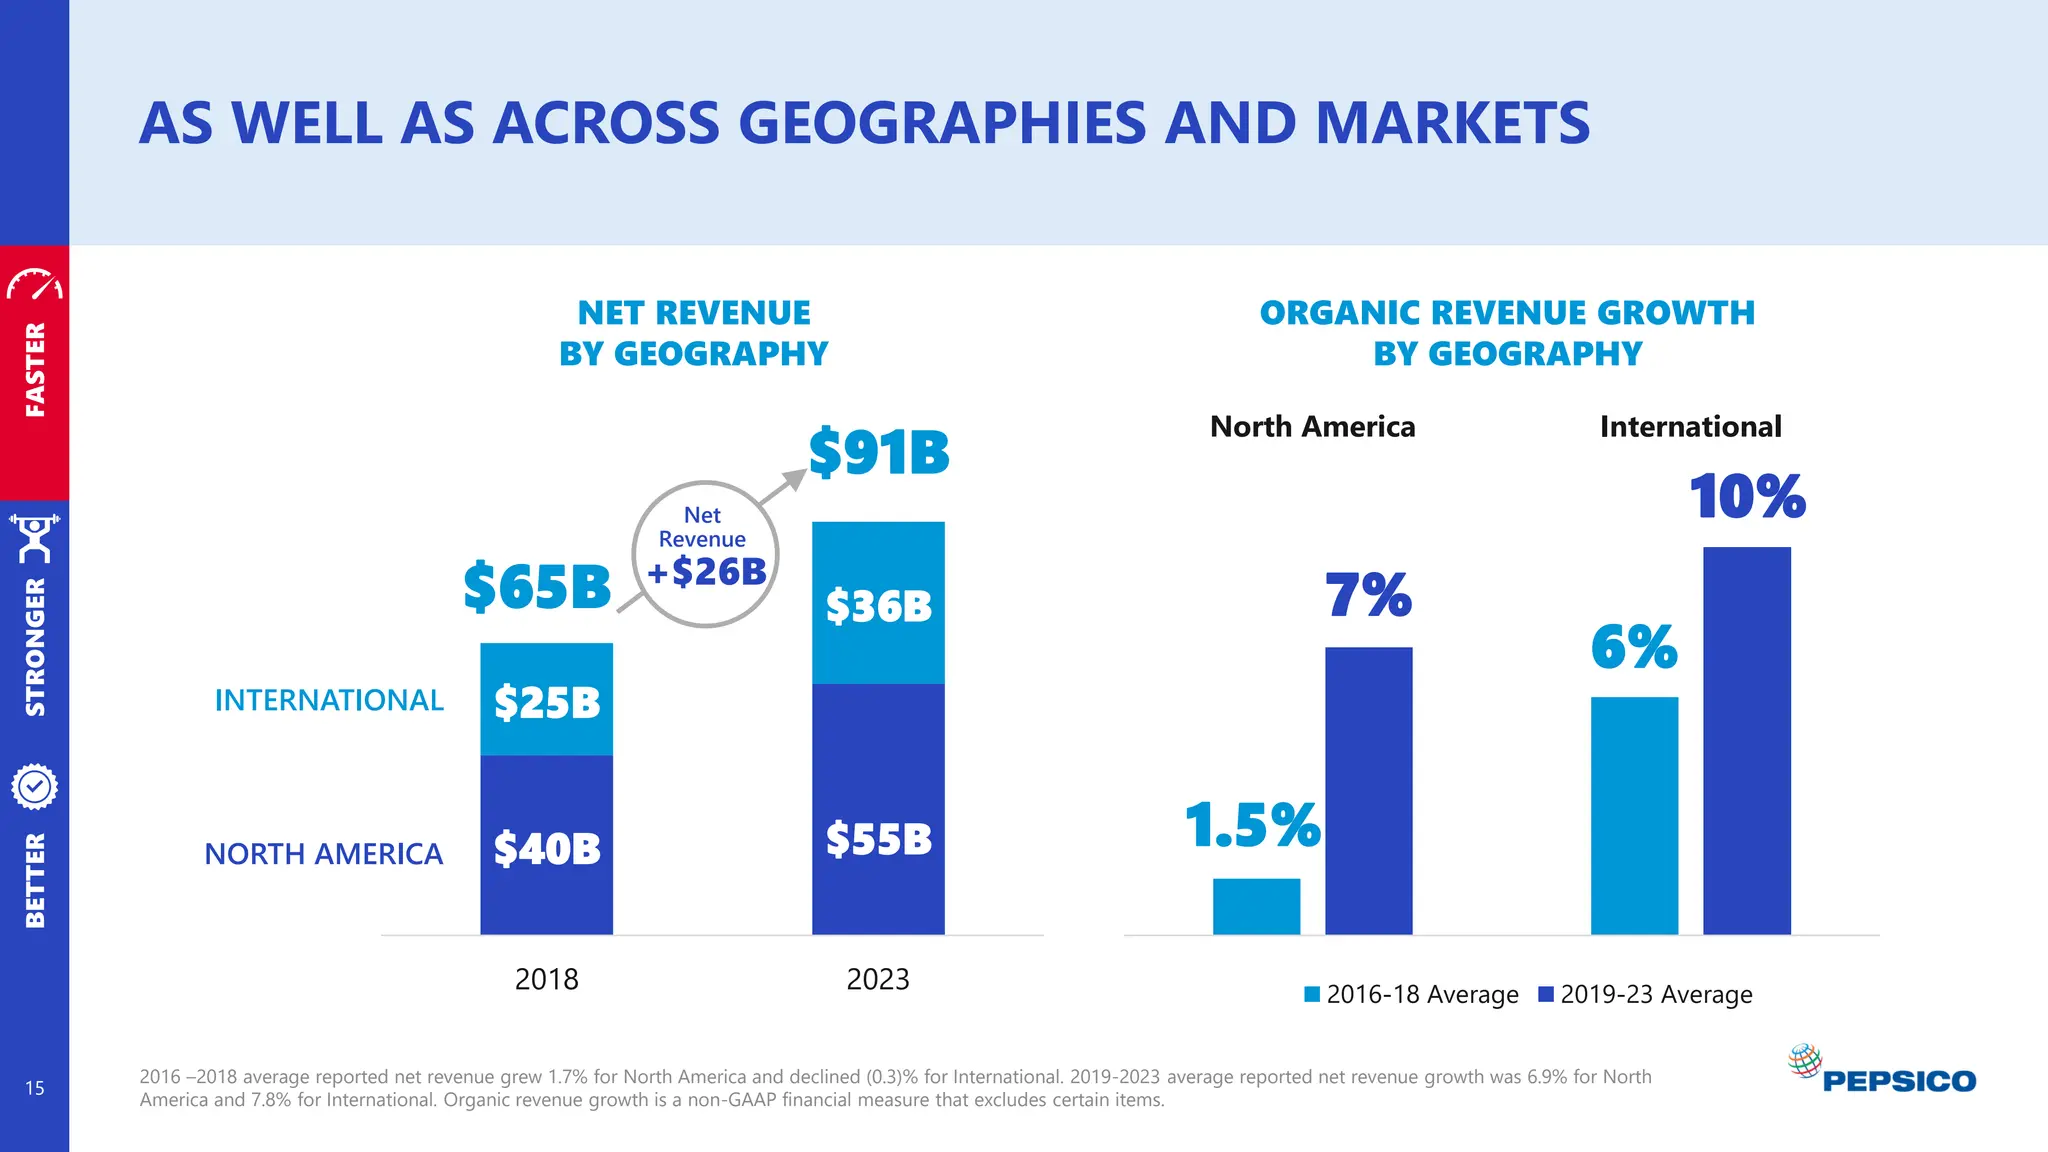 AS WELL AS ACROSS GEOGRAPHIES AND MARKETS
FASTER
STRONGER
BETTER
15
NET REVENUE
BY GEOGRAPHY
$91B
Net
Revenue
+$26B
$65B
$36B
INTERNATIONAL
$25B
NORTH AMERICA
$40B
$55B
2018
2023
ORGANIC REVENUE GROWTH
BY GEOGRAPHY
North America
International
10%
7%
6%
1.5%
2016-18 Average
2019-23 Average
2016 –2018 average reported net revenue grew 1.7% for North America and declined (0.3)% for International. 2019-2023 average reported net revenue growth was 6.9% for North
America and 7.8% for International. Organic revenue growth is a non-GAAP financial measure that excludes certain items.
PEPSICO